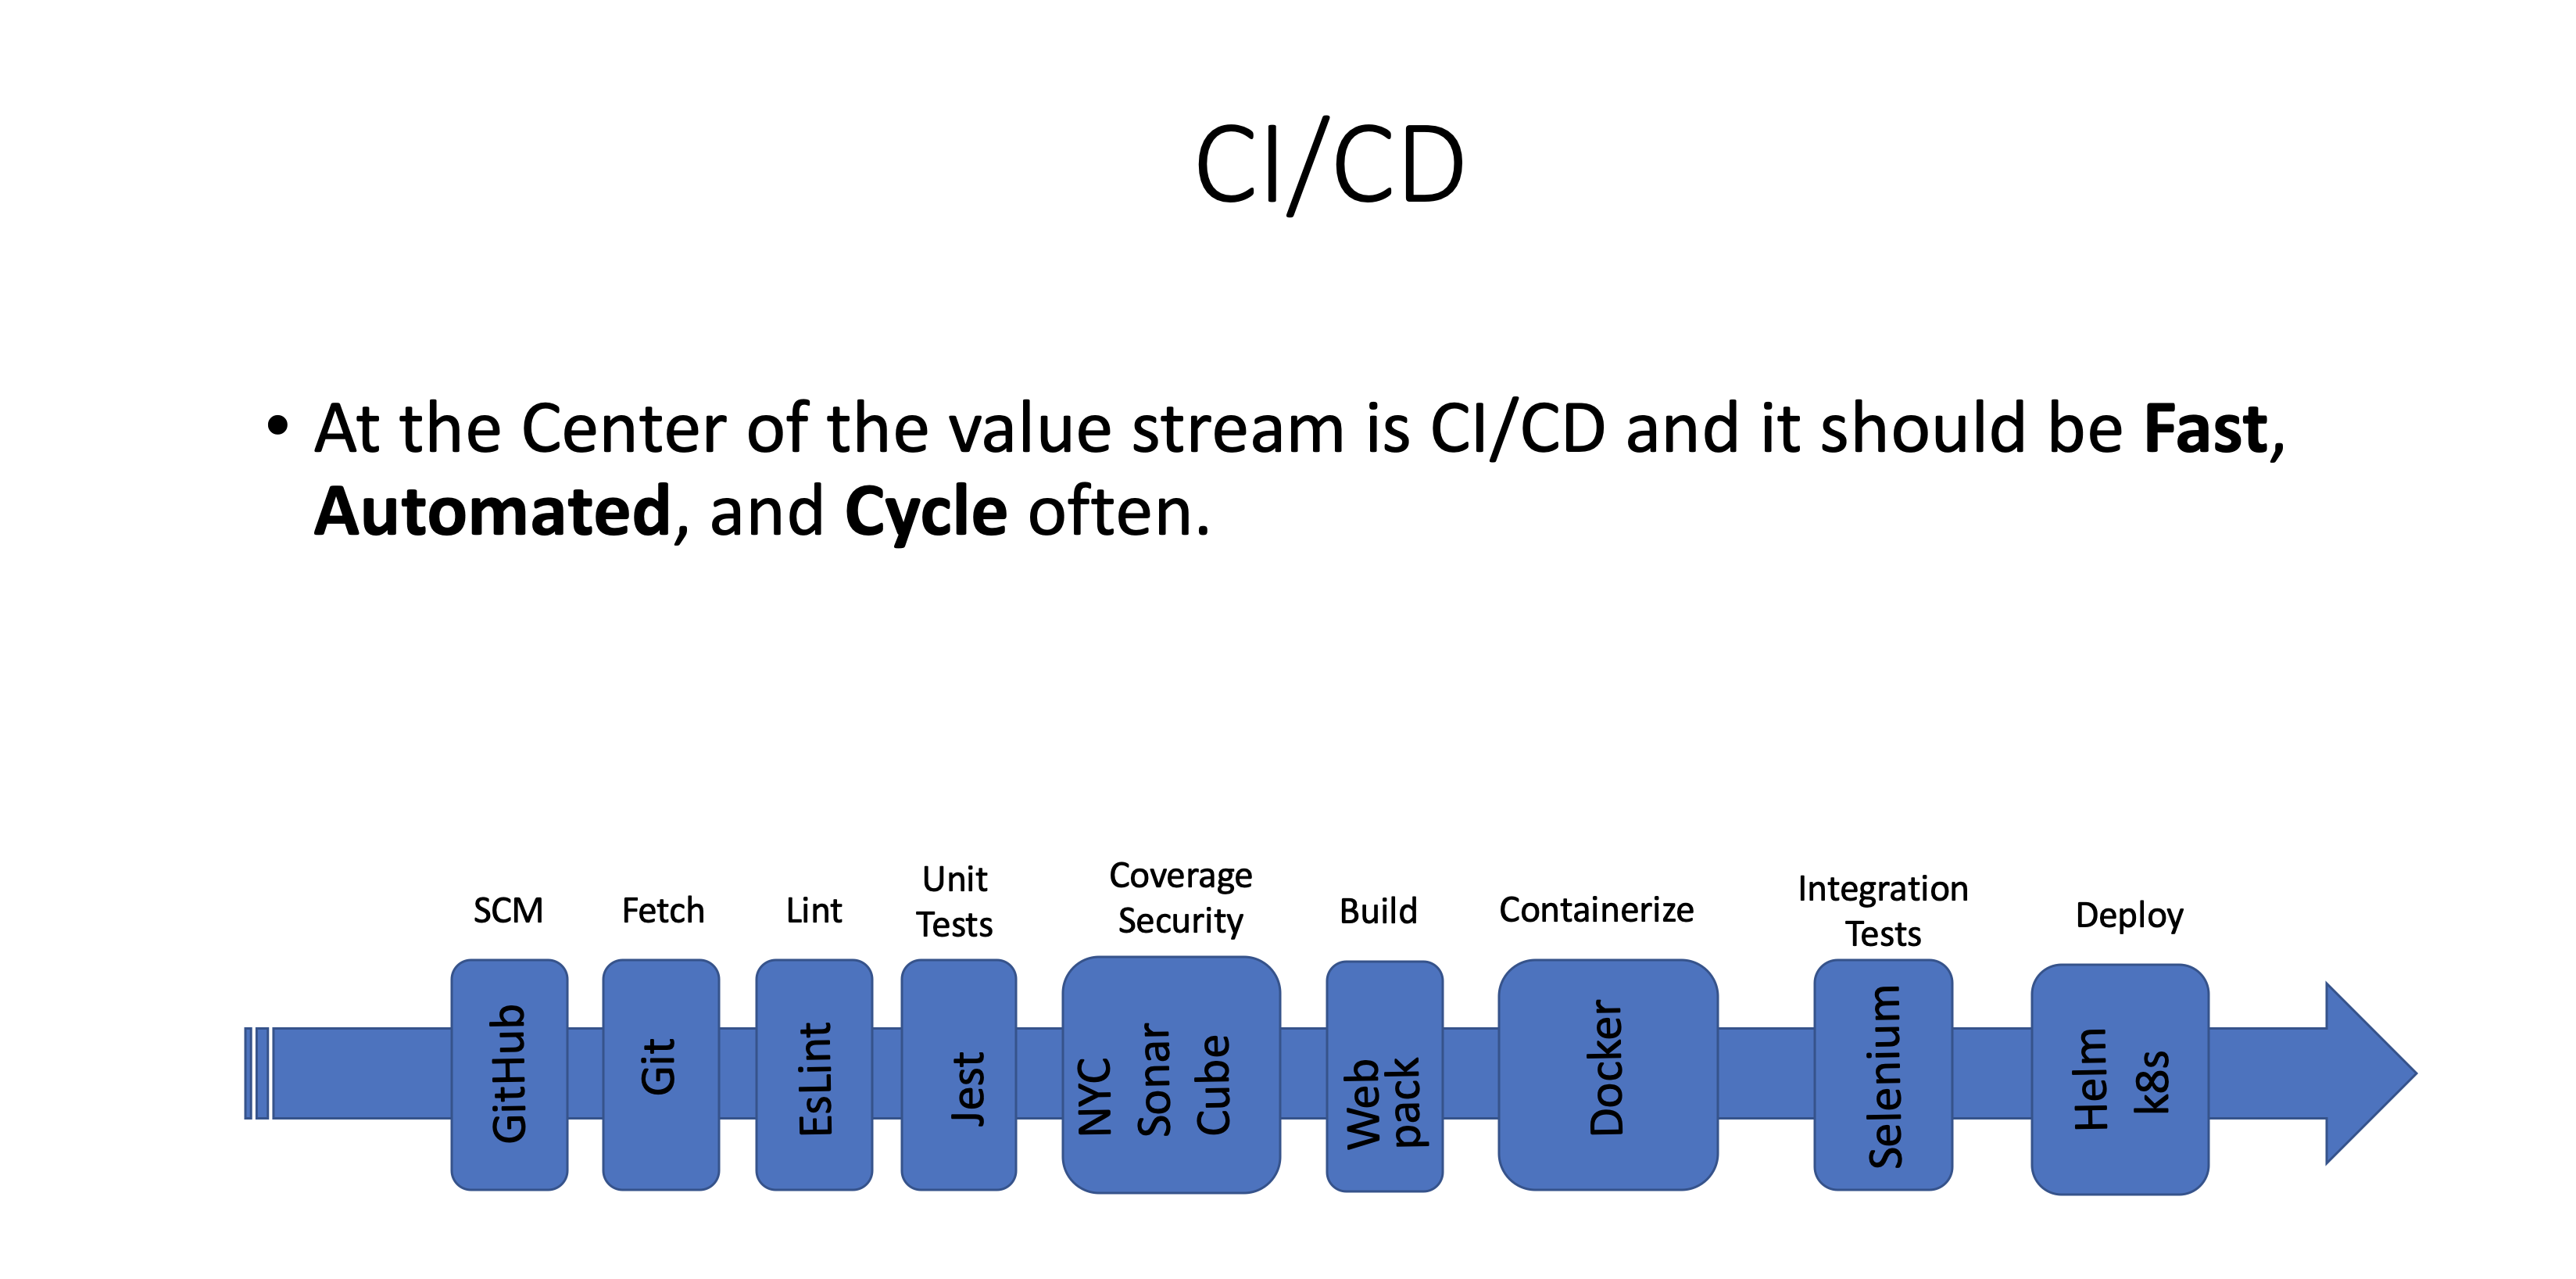 CI/CD
• At the Center of the value stream is CI/CD and it should be Fast,
Automated, and Cycle often.
SCM
Fetch
Lint
Unit
Tests
Coverage
Security
Build
Containerize
Integration
Tests
Deploy
GitHub
Git
EsLint
Jest
NYC
Sonar
Cube
Web
pack
Docker
Selenium
Helm
k8s